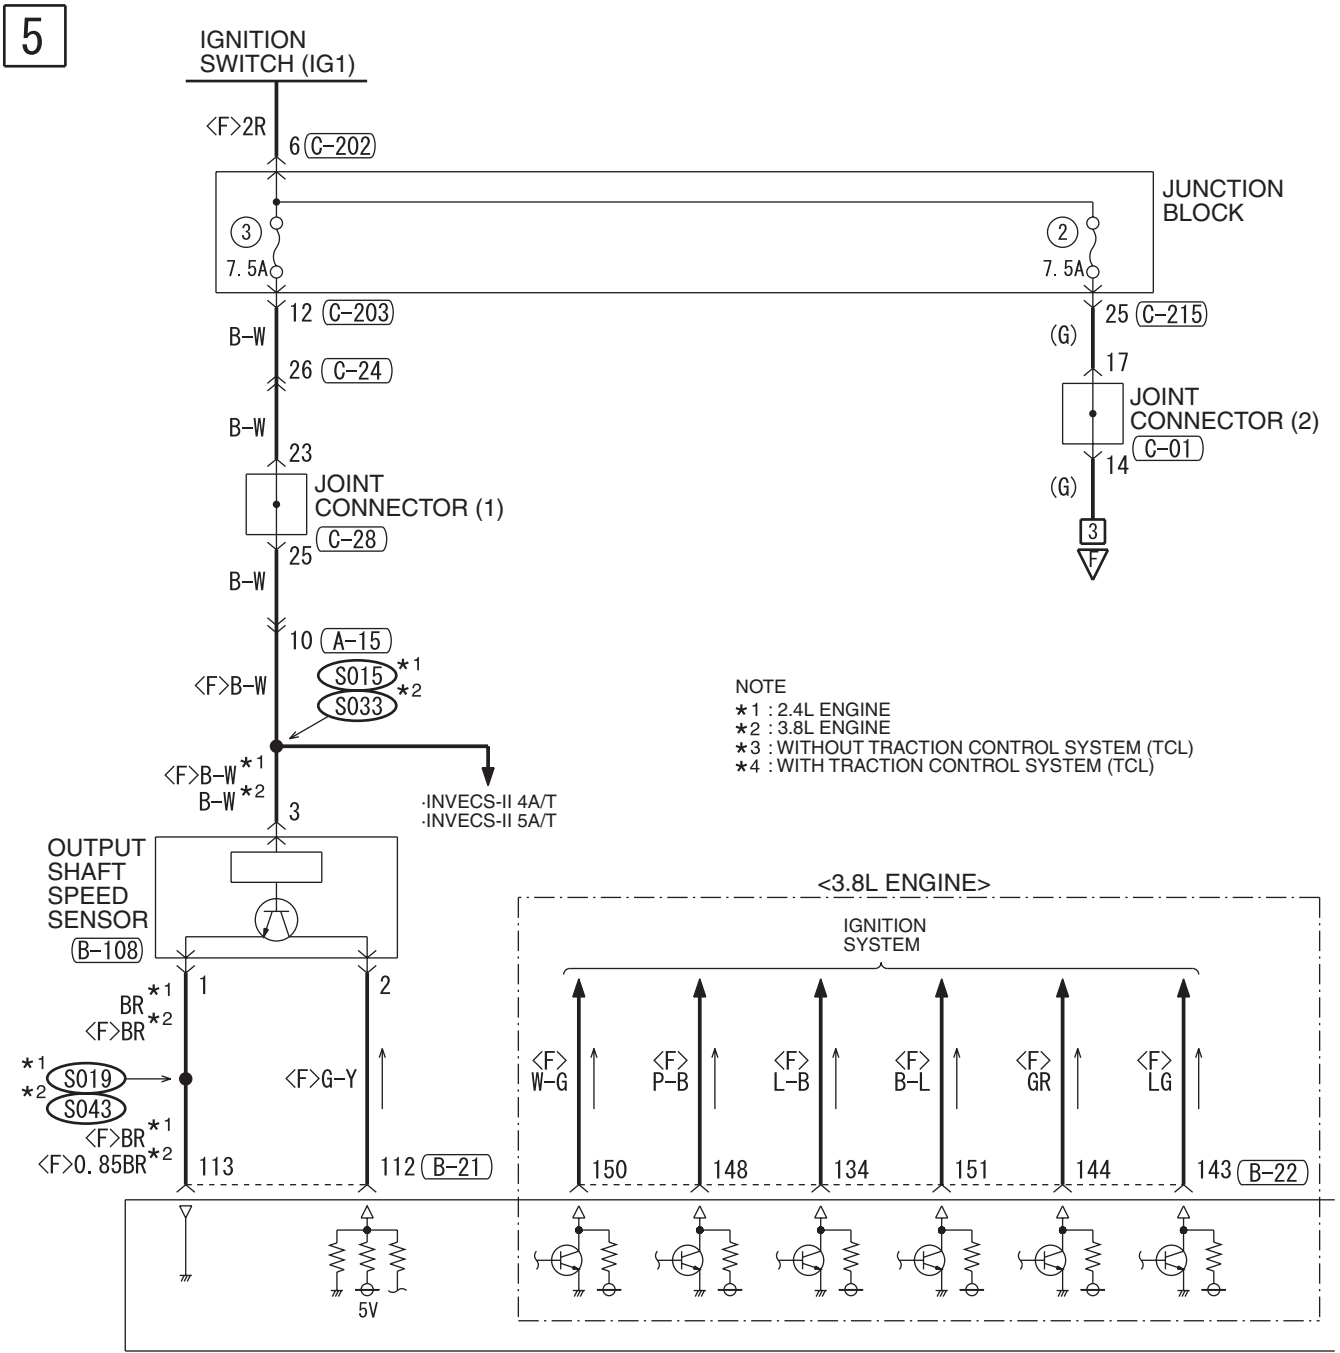 5
IGNITION
SWITCH (IG1)
<F>2R
6 C-202
JUNCTION
BLOCK
3
7.5A
2
7.5A
12 C-203
25 C-215
B-W
(G)
26 C-24
17
JOINT
CONNECTOR (2)
C-01
B-W
23
14
(G)
JOINT
CONNECTOR (1)
C-28
25
3
F
B-W
10 A-15
S015 *1
S033 *2
<F>B-W
NOTE
*1 : 2.4L ENGINE
*2 : 3.8L ENGINE
*3 : WITHOUT TRACTION CONTROL SYSTEM (TCL)
*4 : WITH TRACTION CONTROL SYSTEM (TCL)
<F>B-W *1
B-W *2
3
·INVECS-II 4A/T
·INVECS-II 5A/T
OUTPUT
SHAFT
SPEED
SENSOR
B-108
<3.8L ENGINE>
IGNITION
SYSTEM
1
2
BR *1
<F>BR *2
*1 S019
*2 S043
<F>G-Y
<F>
W-G
<F>
P-B
<F>
L-B
<F>
B-L
<F>
GR
<F>
LG
<F>BR *1
<F>0.85BR *2
113
112 B-21
150
148
134
151
144
143 B-22
5V